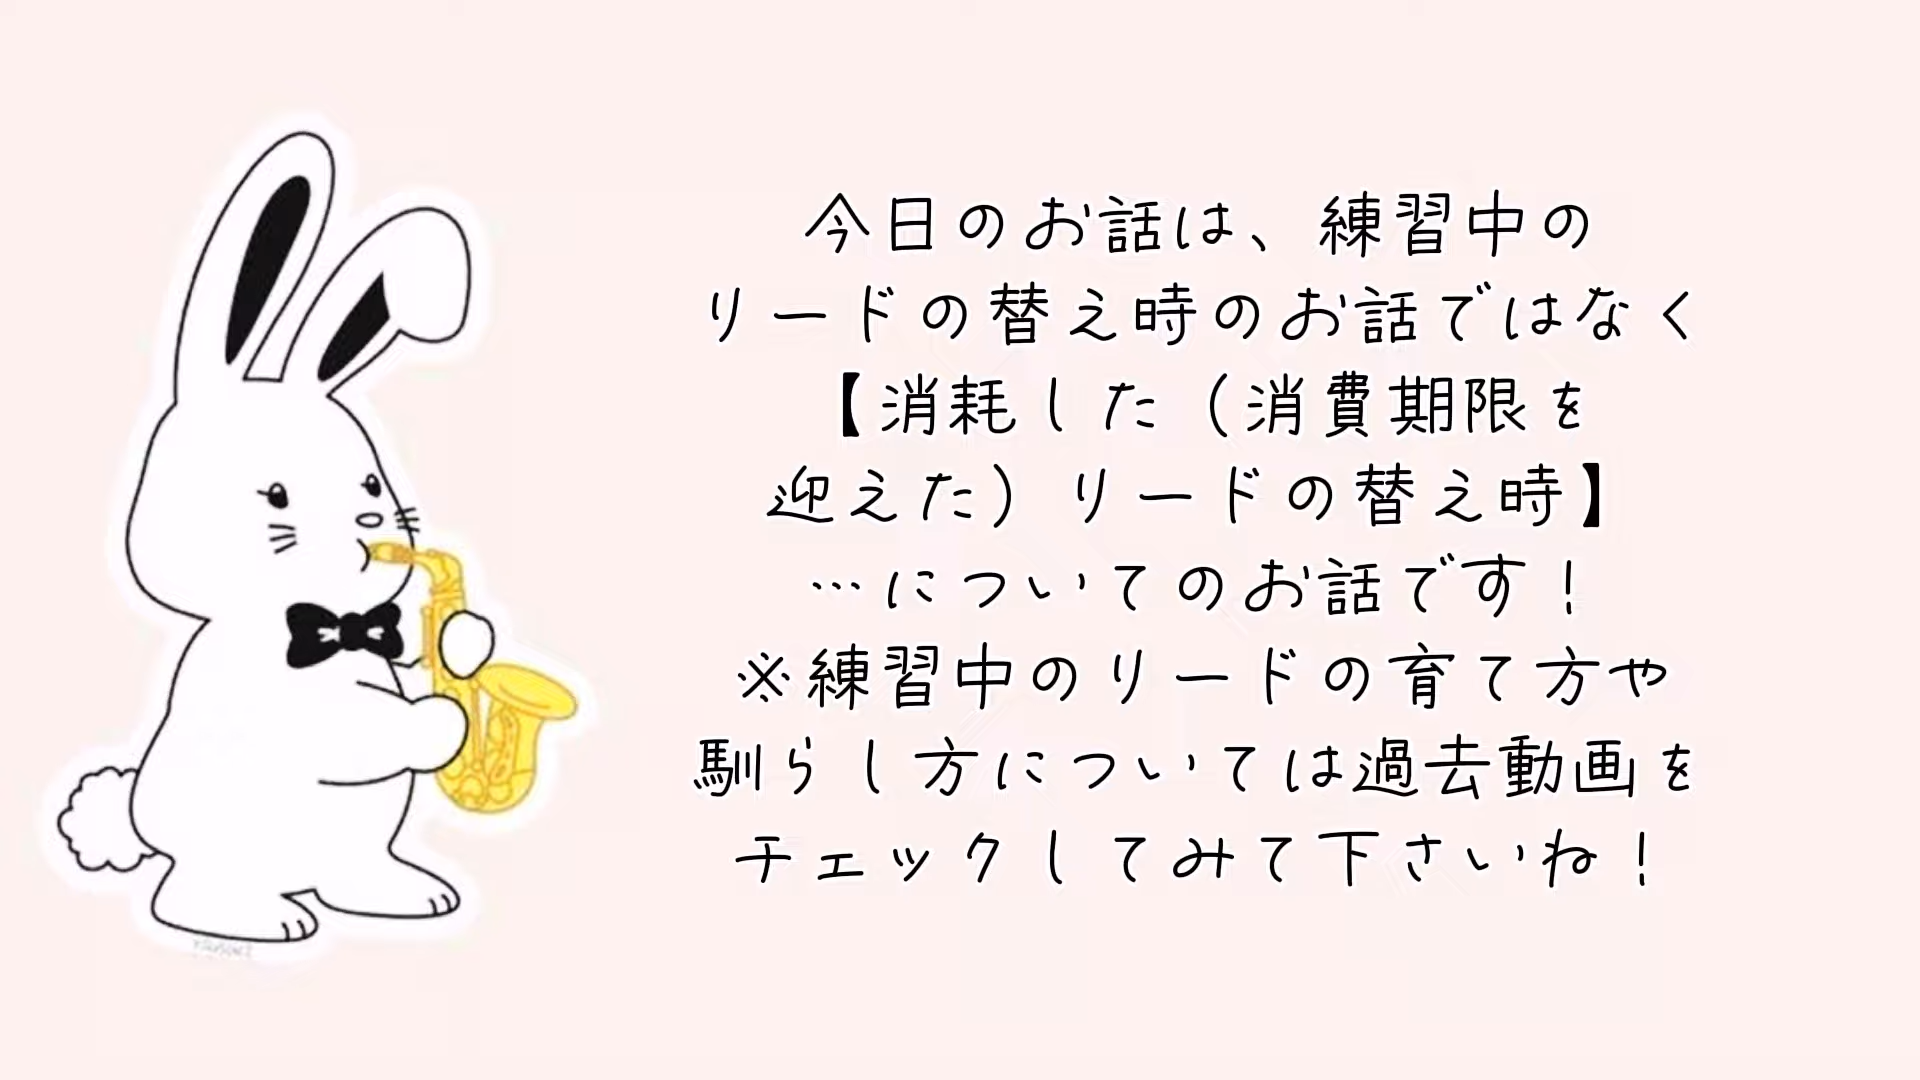 今日のお話は、練習中の
リードの替え時のお話ではなく
【消耗した（消費期限を
迎えた）リードの替え時】
…についてのお話です！
※練習中のリードの育て方や
馴らし方については過去動画を
チェックしてみて下さいね！